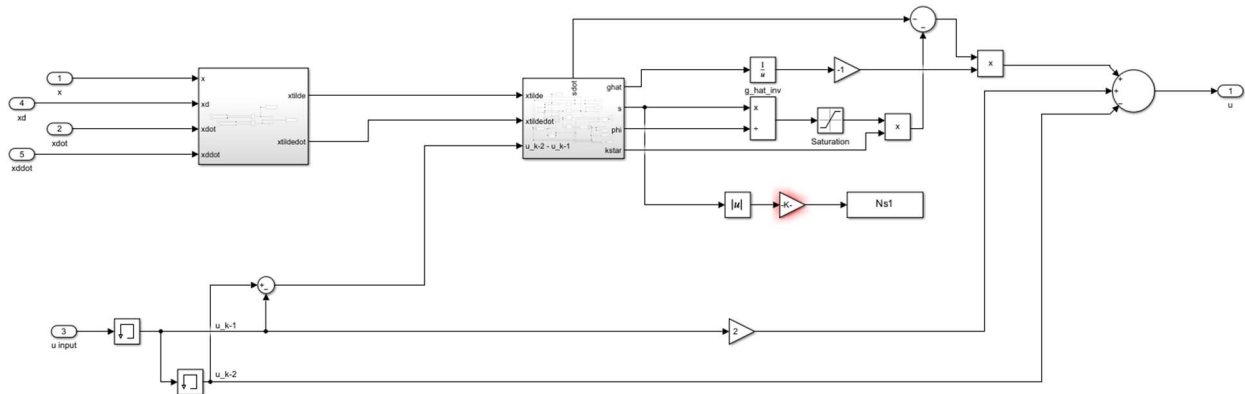 1
x
4
xd
2
xdot
5
xddot
x
xd
xdot
xddot
xtilde
xtildedot
xtilde
xtildedot
u_k-2 - u_k-1
sdot
ghat
s
phi
kstar
1
u
g_hat_inv
-1
x
÷
Saturation
x
−
−
x
+
+
−
1
u
|u|
-K-
Ns1
+
−
3
u input
u_k-1
2
u_k-2